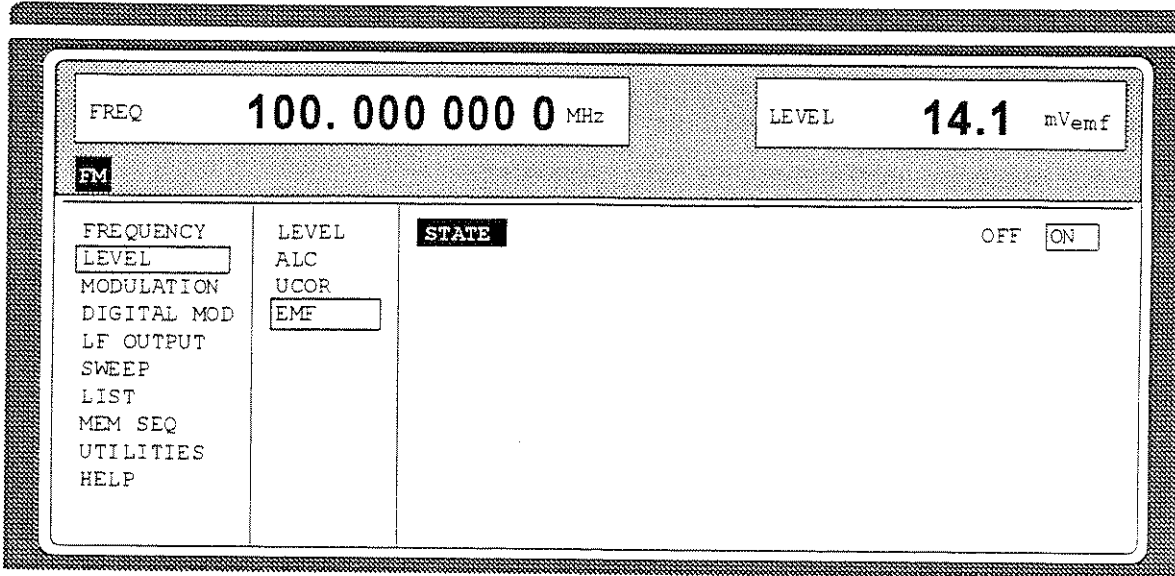 FREQ 100. 000 000 0 MHz
LEVEL 14.1 mVemf
FM
FREQUENCY
LEVEL
MODULATION
DIGITAL MOD
LF OUTPUT
SWEEP
LIST
MEM SEQ
UTILITIES
HELP
LEVEL
ALC
UCOR
EMF
STATE OFF ON